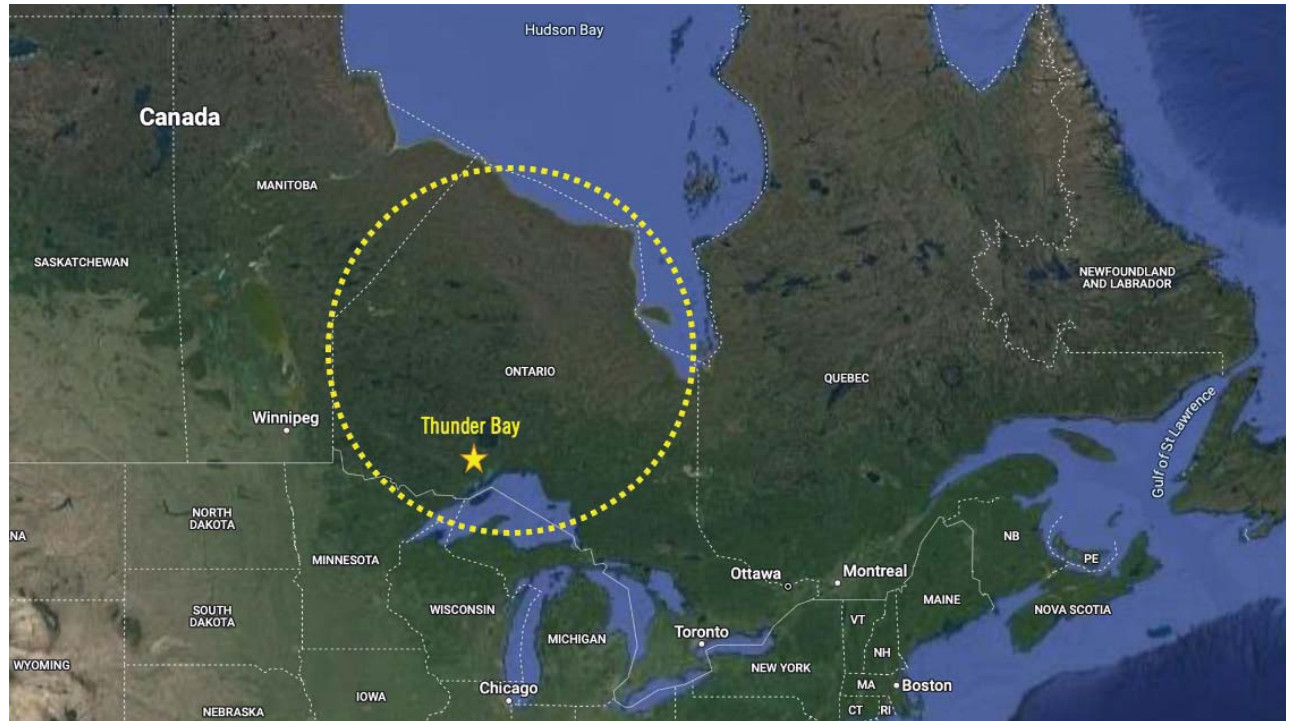 Hudson Bay
Canada
MANITOBA
SASKATCHEWAN
NEWFOUNDLAND
AND LABRADOR
ONTARIO
QUEBEC
Winnipeg
Thunder Bay
Gulf of St Lawrence
NORTH
DAKOTA
NA
MINNESOTA
NB
PE
Ottawa
Montreal
MAINE
SOUTH
DAKOTA
WISCONSIN
NOVA SCOTIA
VT
Toronto
MICHIGAN
NH
WYOMING
NEW YORK
MA
Boston
Chicago
IOWA
NEBRASKA
CT
RI